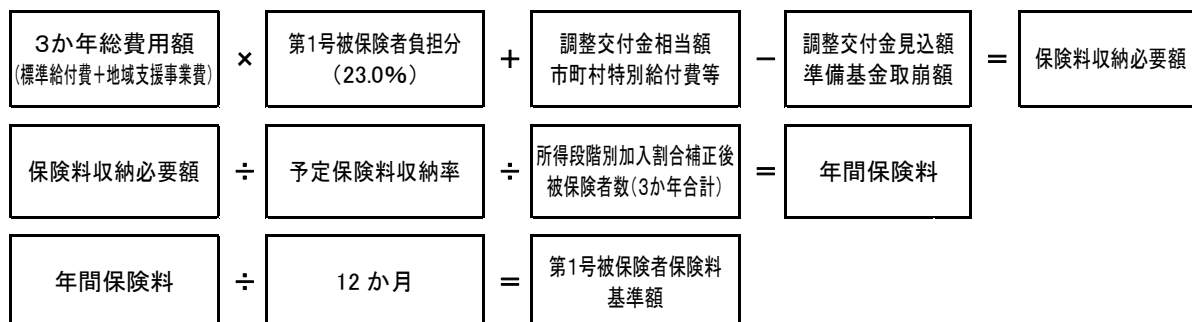 3か年総費用額
(標準給付費+地域支援事業費)
×
第1号被保険者負担分
(23.0%)
+
調整交付金相当額
市町村特別給付費等
−
調整交付金見込額
準備基金取崩額
=
保険料収納必要額
保険料収納必要額
÷
予定保険料収納率
÷
所得段階別加入割合補正後
被保険者数(3か年合計)
=
年間保険料
年間保険料
÷
12か月
=
第1号被保険者保険料
基準額